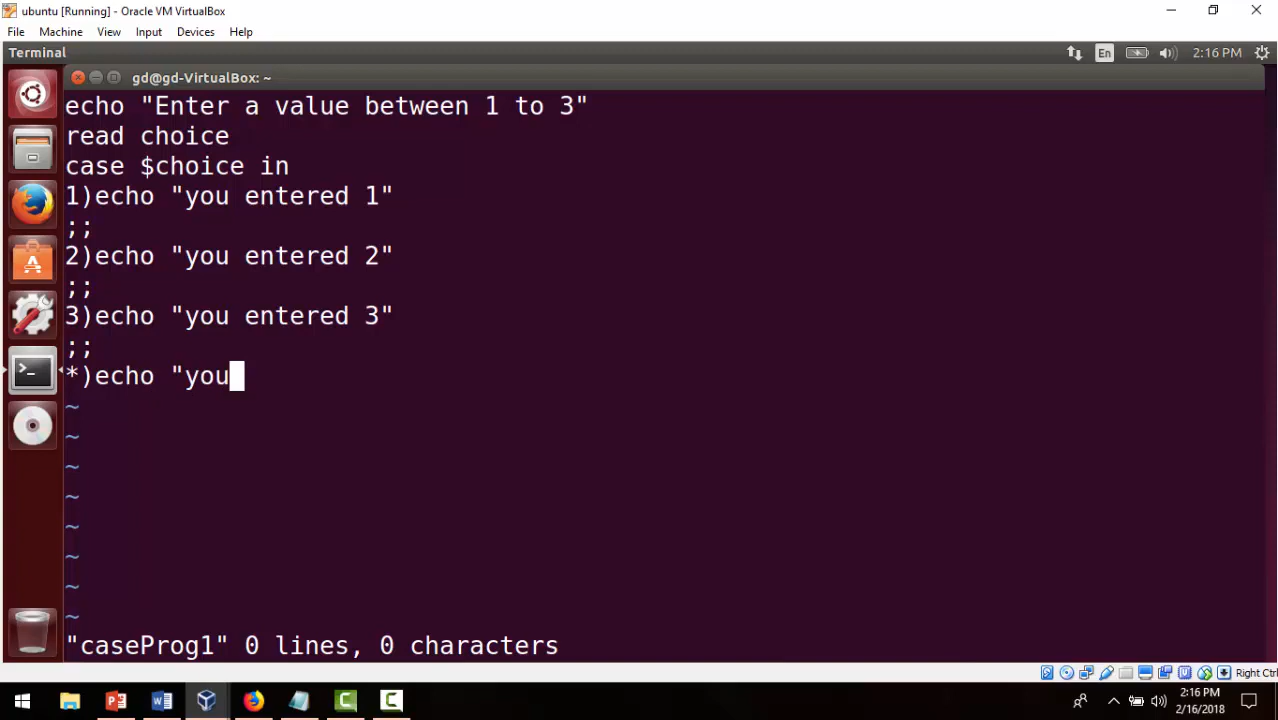 ubuntu [Running] - Oracle VM VirtualBox
File Machine View Input Devices Help
Terminal En 2:16 PM
gd@gd-VirtualBox: ~
echo "Enter a value between 1 to 3"
read choice
case $choice in
1)echo "you entered 1"
;;
2)echo "you entered 2"
;;
3)echo "you entered 3"
;;
*)echo "you
~
~
~
~
~
~
~
~
"caseProg1" 0 lines, 0 characters
Right Ctrl
2:16 PM
2/16/2018